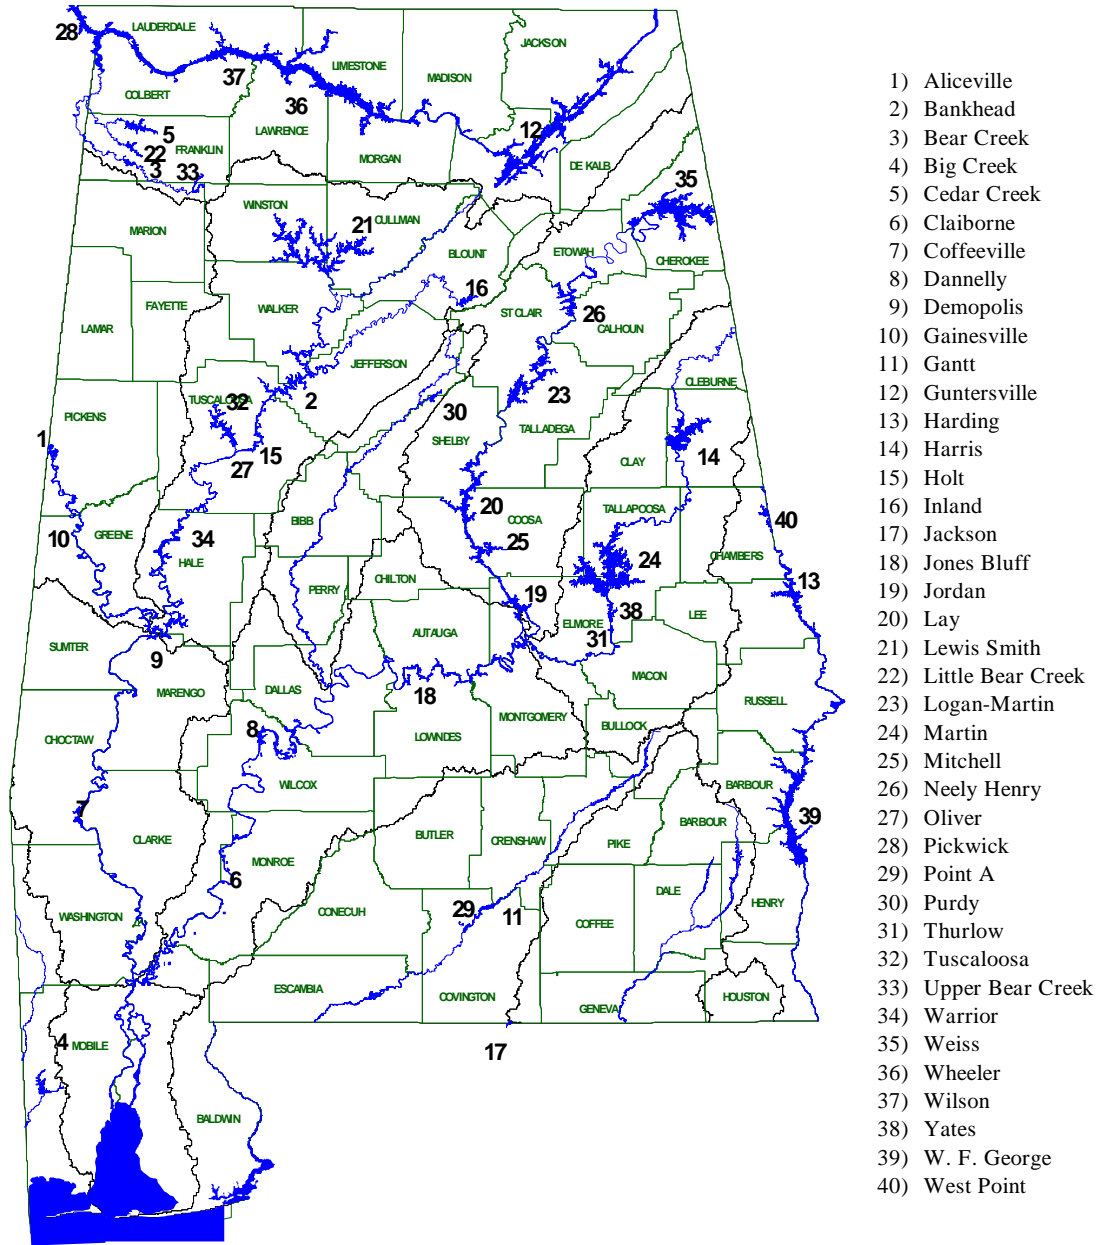 28
LAUDERDALE
JACKSON
LIMESTONE
37
MADISON
COLBERT
36
5
LAWRENCE
12
22
FRANKLIN
MORGAN
3
33
DE KALB
35
WINSTON
21
CULLMAN
MARION
BLOUNT
ETOWAH
CHEROKEE
16
FAYETTE
WALKER
ST CLAIR
26
LAMAR
CALHOUN
JEFFERSON
CLEBURNE
23
TUSCALOOSA
32
2
PICKENS
30
TALLADEGA
1
SHELBY
15
14
27
CLAY
20
TALLAPOOSA
BIBB
COOSA
40
GREENE
10
34
25
CHAMBERS
HALE
24
CHILTON
13
PERRY
19
38
LEE
ELMORE
AUTAUGA
31
SUMTER
9
MACON
MARENGO
DALLAS
18
RUSSELL
MONTGOMERY
BULLOCK
8
CHOCTAW
LOWNDES
WILCOX
BARBOUR
7
39
BARBOUR
BUTLER
CRENSHAW
CLARKE
PIKE
MONROE
6
DALE
HENRY
CONECUH
29
11
WASHINGTON
COFFEE
ESCAMBIA
COVINGTON
HOUSTON
GENEVA
4
MOBILE
17
BALDWIN
1) Aliceville
2) Bankhead
3) Bear Creek
4) Big Creek
5) Cedar Creek
6) Claiborne
7) Coffeeville
8) Dannelly
9) Demopolis
10) Gainesville
11) Gantt
12) Guntersville
13) Harding
14) Harris
15) Holt
16) Inland
17) Jackson
18) Jones Bluff
19) Jordan
20) Lay
21) Lewis Smith
22) Little Bear Creek
23) Logan-Martin
24) Martin
25) Mitchell
26) Neely Henry
27) Oliver
28) Pickwick
29) Point A
30) Purdy
31) Thurlow
32) Tuscaloosa
33) Upper Bear Creek
34) Warrior
35) Weiss
36) Wheeler
37) Wilson
38) Yates
39) W. F. George
40) West Point